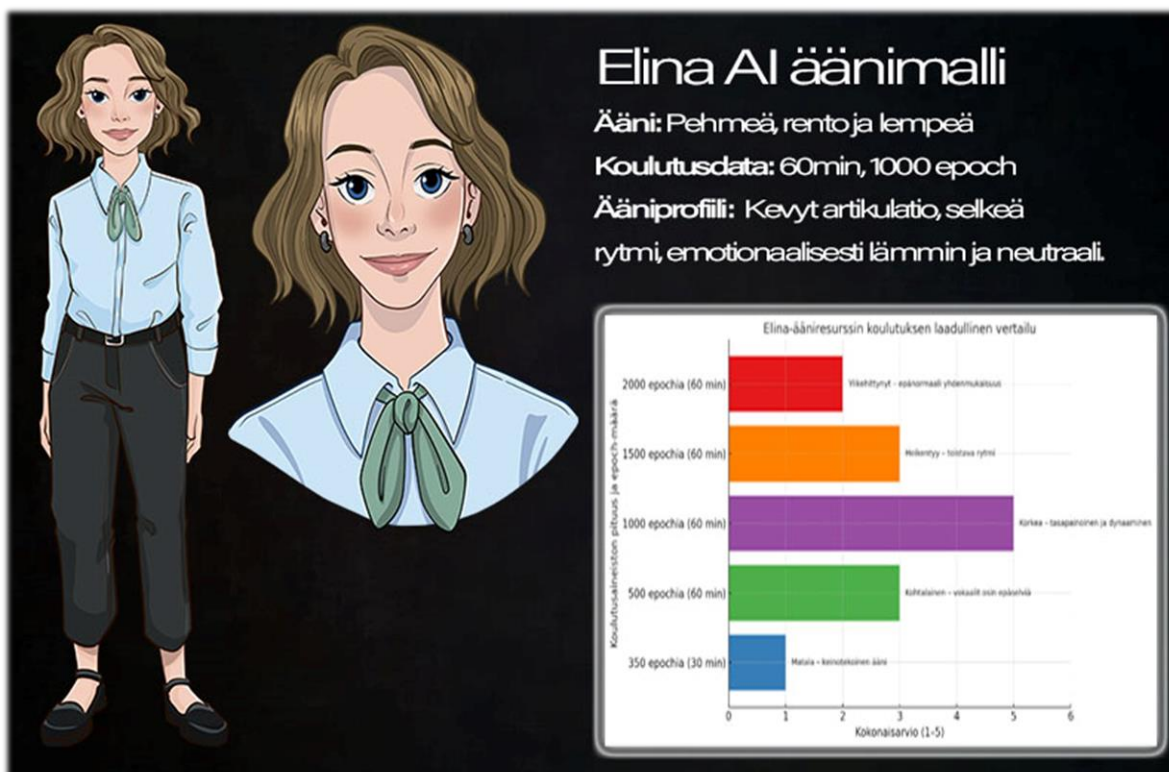 Elina AI äänimalli
Ääni: Pehmeä, rento ja lempeä
Koulutusdata: 60min, 1000 epoch
Ääniprofiili: Kevyt artikulatio, selkeä
rytmi, emotionaalisesti lämmin ja neutraali.
Elina-ääniresurssin koulutuksen laadullinen vertailu
Koulutusaineiston pituus ja epoch-määrä
2000 epochia (60 min)
Ylikehittynyt – epänormaali yhdenmukaisuus
1500 epochia (60 min)
Heikentyy – toistava rytmi
1000 epochia (60 min)
Korkea – tasapainoinen ja dynaaminen
500 epochia (60 min)
Kohtalainen – vokaalit osin epäselviä
350 epochia (30 min)
Matala – keinotekoinen ääni
0 1 2 3 4 5 6
Kokonaisarvio (1–5)